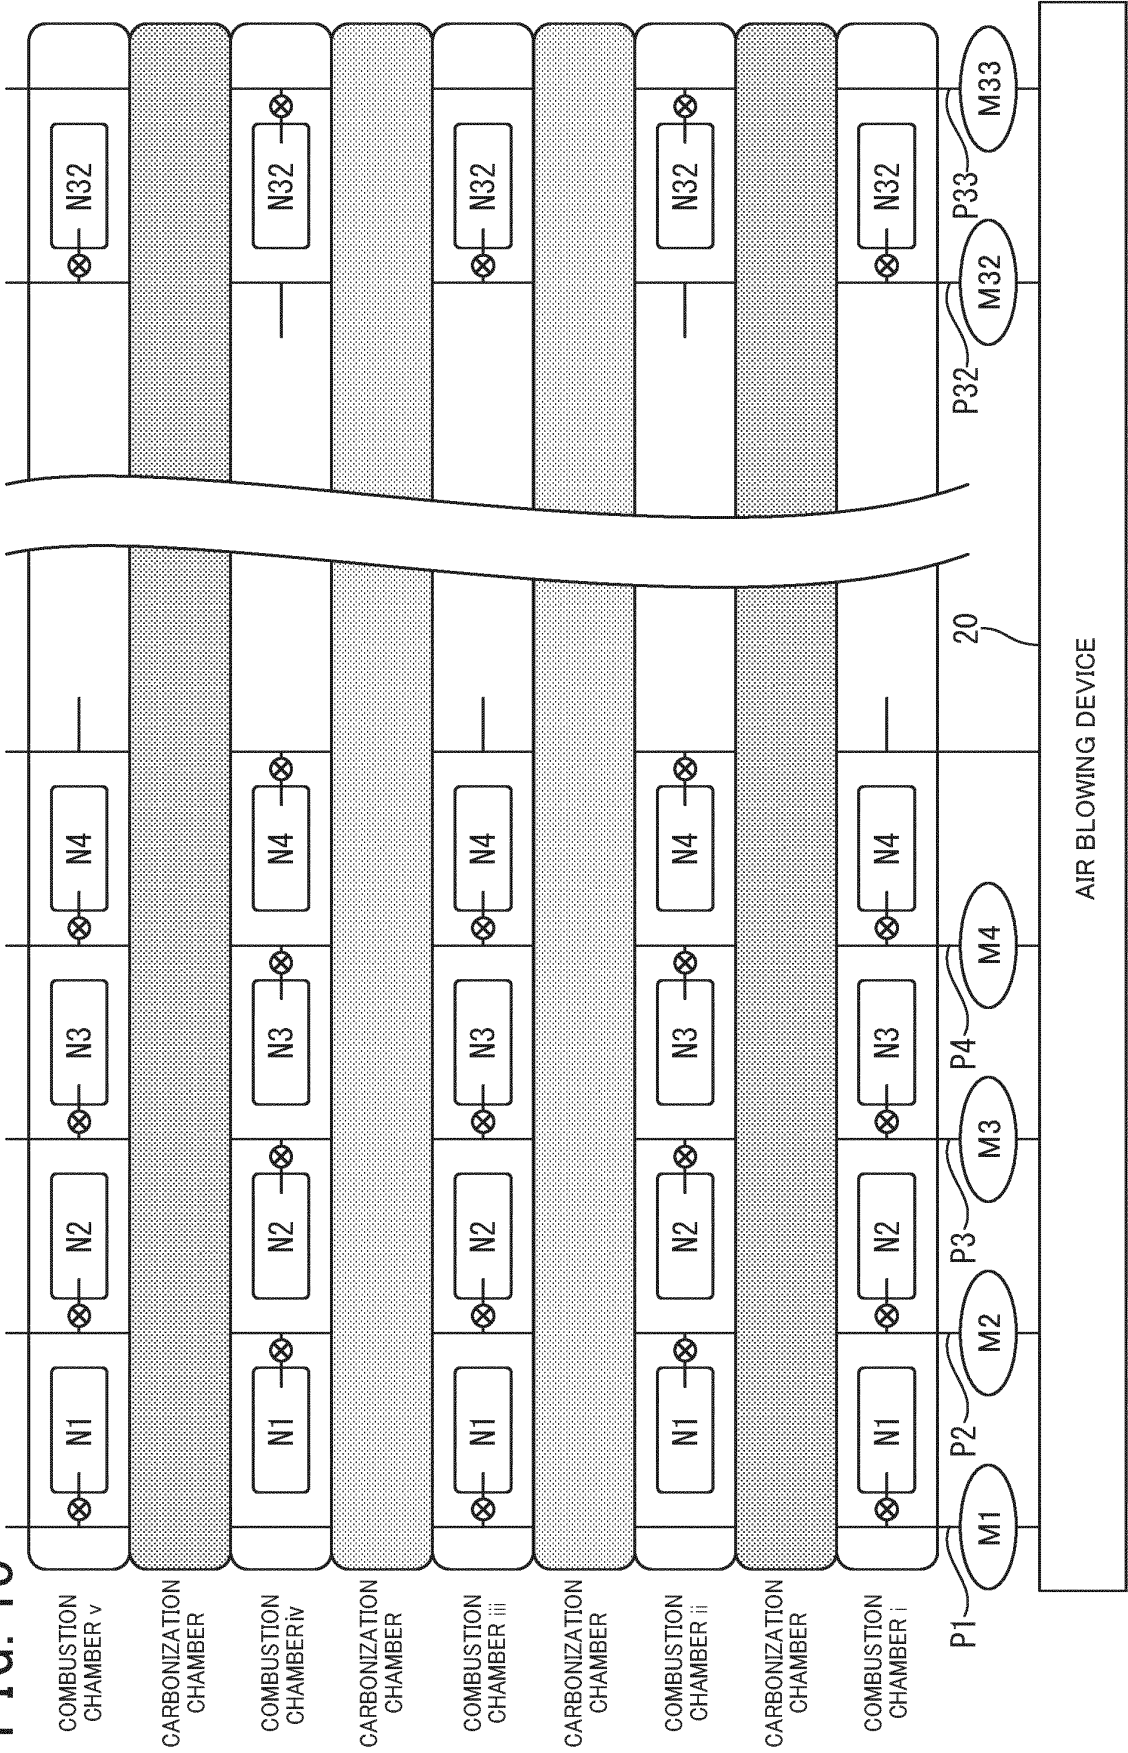 COMBUSTION
CHAMBER v
N1 N2 N3 N4 N32
CARBONIZATION
CHAMBER
COMBUSTION
CHAMBER iv
N1 N2 N3 N4 N32
CARBONIZATION
CHAMBER
COMBUSTION
CHAMBER iii
N1 N2 N3 N4 N32
CARBONIZATION
CHAMBER
COMBUSTION
CHAMBER ii
N1 N2 N3 N4 N32
CARBONIZATION
CHAMBER
COMBUSTION
CHAMBER i
N1 N2 N3 N4 N32
P1 P2 P3 P4 20 P32 P33
M1 M2 M3 M4 M32 M33
AIR BLOWING DEVICE